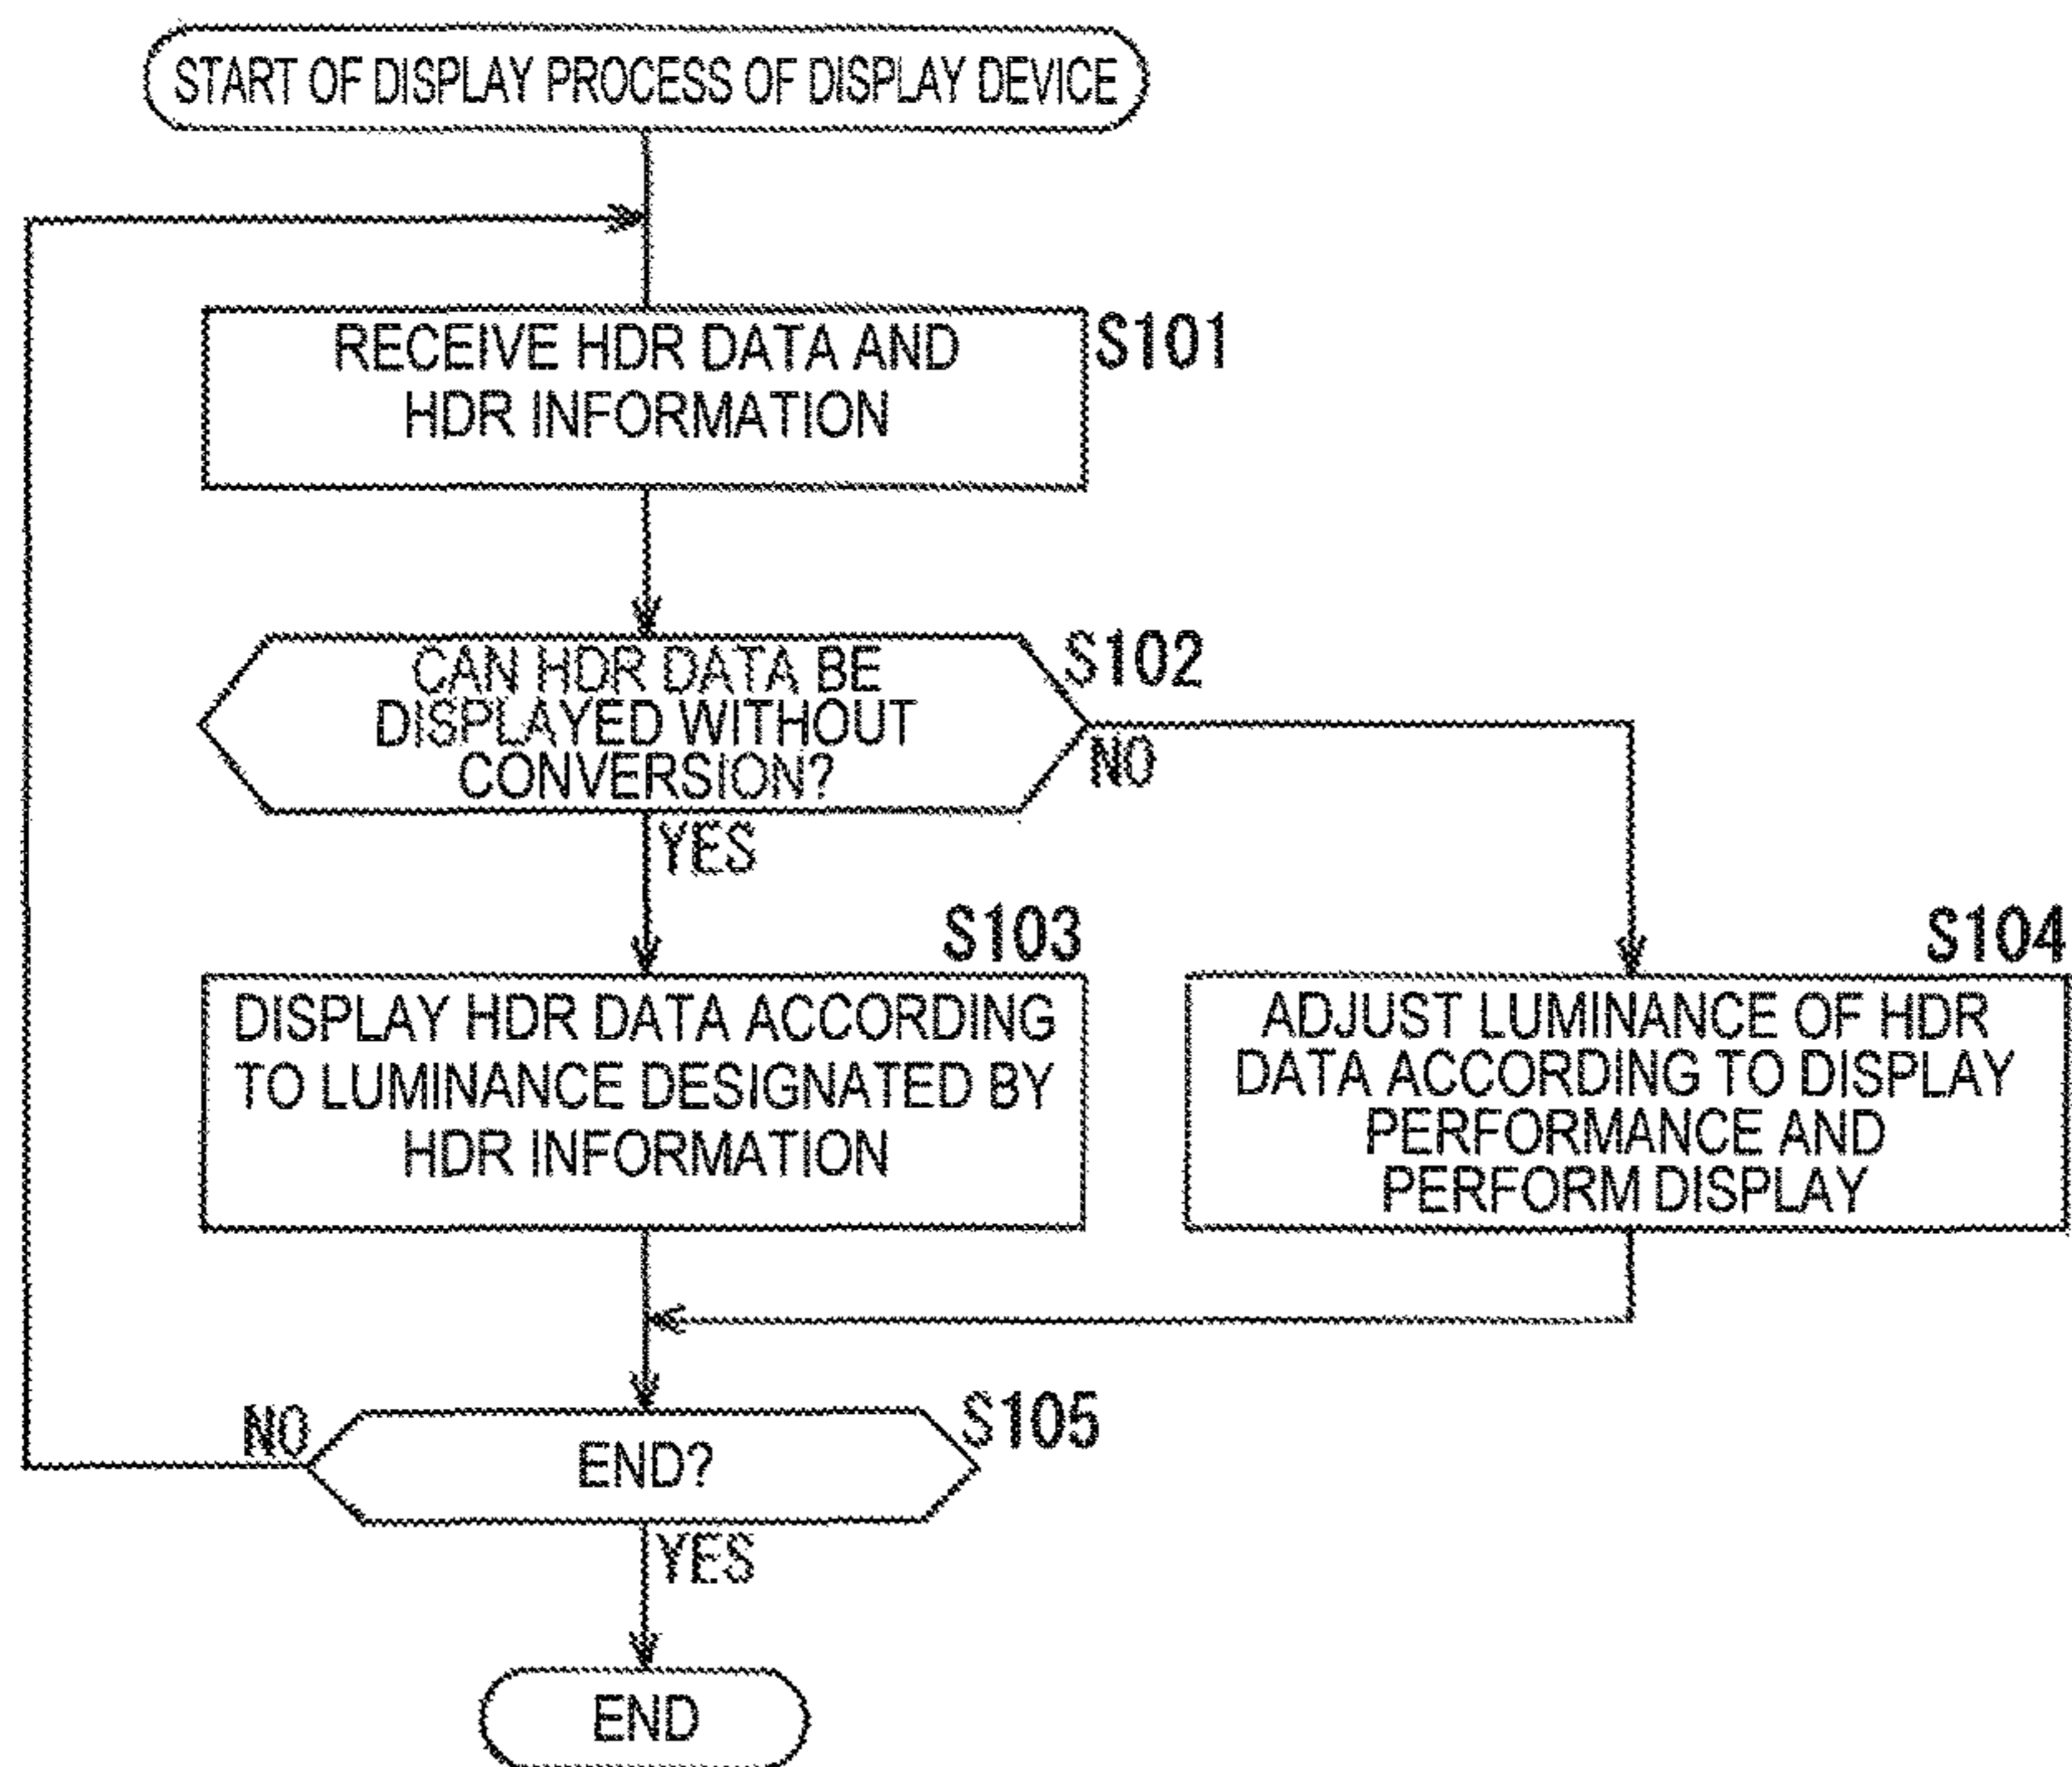 START OF DISPLAY PROCESS OF DISPLAY DEVICE
RECEIVE HDR DATA AND
HDR INFORMATION
S101
CAN HDR DATA BE
DISPLAYED WITHOUT
CONVERSION?
S102
NO
YES
S103
DISPLAY HDR DATA ACCORDING
TO LUMINANCE DESIGNATED BY
HDR INFORMATION
S104
ADJUST LUMINANCE OF HDR
DATA ACCORDING TO DISPLAY
PERFORMANCE AND
PERFORM DISPLAY
NO
END?
S105
YES
END